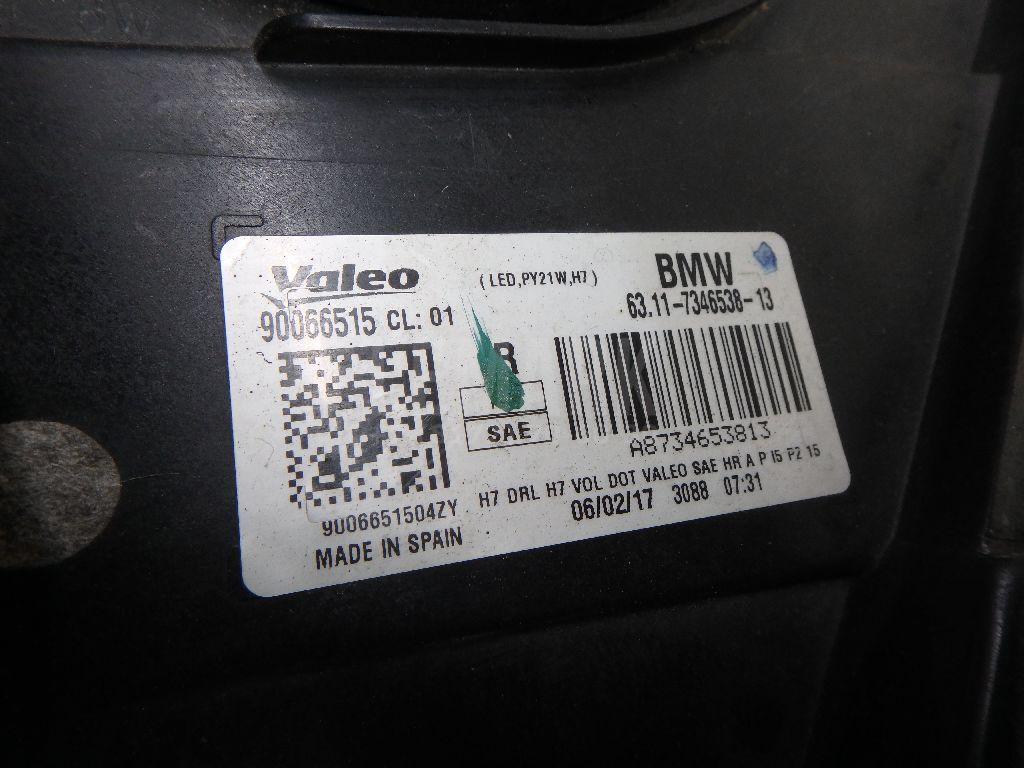 Valeo
(LED,PY21W,H7)
BMW
90066515 CL: 01
63.11-7346538-13
R
SAE
A8734653813
H7 DRL H7 VOL DOT VALEO SAE HR A P I5 P2 15
9006651504ZY
06/02/17 3088 07:31
MADE IN SPAIN